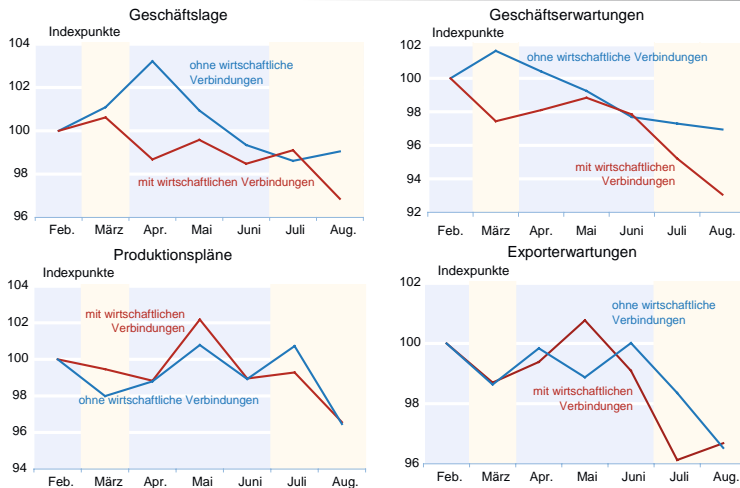 Geschäftslage
Indexpunkte
104
102
100
98
96
ohne wirtschaftliche
Verbindungen
mit wirtschaftlichen Verbindungen
Feb. März Apr. Mai Juni Juli Aug.
Geschäftserwartungen
Indexpunkte
102
100
98
96
94
92
ohne wirtschaftliche Verbindungen
mit wirtschaftlichen
Verbindungen
Feb. März Apr. Mai Juni Juli Aug.
Produktionspläne
Indexpunkte
104
102
100
98
96
94
mit wirtschaftlichen
Verbindungen
ohne wirtschaftliche Verbindungen
Feb. März Apr. Mai Juni Juli Aug.
Exporterwartungen
Indexpunkte
102
100
98
96
ohne wirtschaftliche
Verbindungen
mit wirtschaftlichen
Verbindungen
Feb. März Apr. Mai Juni Juli Aug.